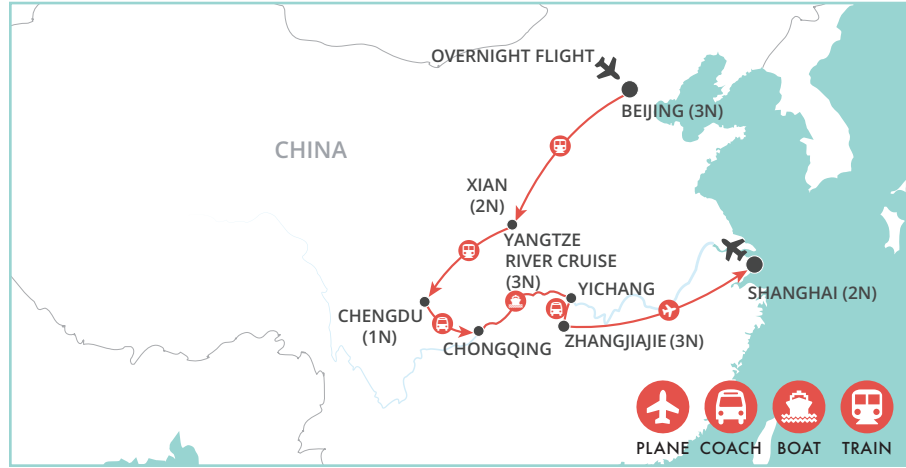 OVERNIGHT FLIGHT
BEIJING (3N)
CHINA
XIAN
(2N)
YANGTZE
RIVER CRUISE
(3N)
YICHANG
SHANGHAI (2N)
CHENGDU
(1N)
CHONGQING
ZHANGJIAJIE (3N)
PLANE
COACH
BOAT
TRAIN